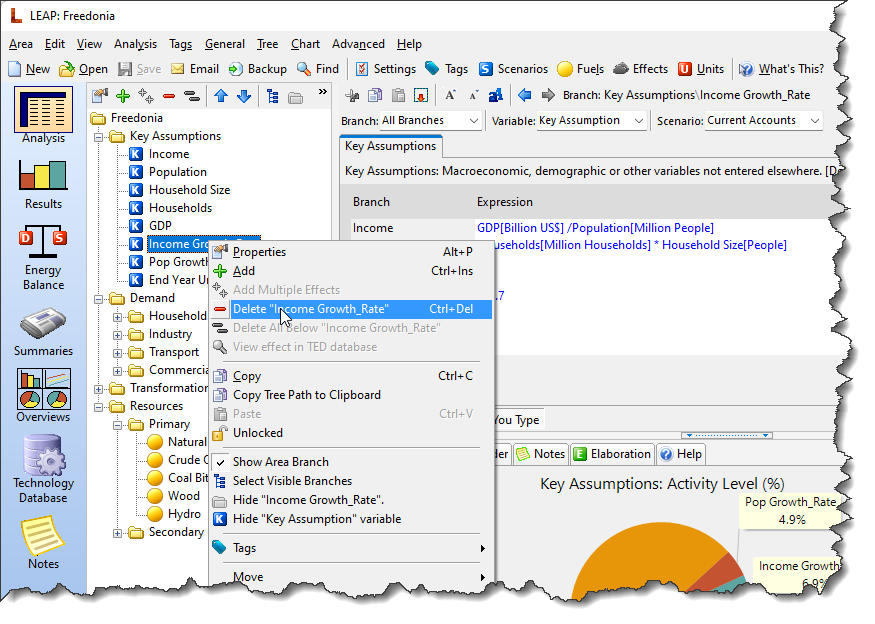 LEAP: Freedonia
Area Edit View Analysis Tags General Tree Chart Advanced Help
New Open Save Email Backup Find Settings Tags Scenarios Fuels Effects Units What's This?
Analysis
Results
Energy
Balance
Summaries
Overviews
Technology
Database
Notes
»
Freedonia
Key Assumptions
Income
Population
Household Size
Households
GDP
Income
Pop Growth
End Year
Demand
Household
Industry
Transport
Commercia
Transformation
Resources
Primary
Natural
Crude
Coal Bit
Wood
Hydro
Secondary
Branch: Key Assumptions\Income Growth_Rate
Branch: All Branches Variable: Key Assumption Scenario: Current Accounts
Key Assumptions
Key Assumptions: Macroeconomic, demographic or other variables not entered elsewhere.
Branch Expression
Income GDP[Billion US$] /Population[Million People]
seholds[Million Households] * Household Size[People]
.7
Properties Alt+P
Add Ctrl+Ins
Add Multiple Effects
Delete "Income Growth_Rate" Ctrl+Del
Delete All Below "Income Growth_Rate"
View effect in TED database
Copy Ctrl+C
Copy Tree Path to Clipboard
Paste Ctrl+V
Unlocked
Show Area Branch
Select Visible Branches
Hide "Income Growth_Rate".
Hide "Key Assumption" variable
Tags
Move
You Type
der Notes Elaboration Help
Key Assumptions: Activity Level (%)
Pop Growth_Rate
4.9%
Income Growth
6.9%